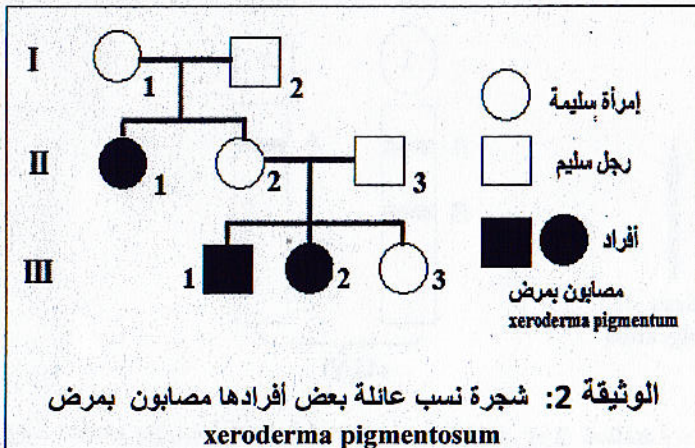 I
1
2
إمرأة سليمة
رجل سليم
II
1
2
3
أفراد
مصابون بمرض
xeroderma pigmentum
III
1
2
3
الوثيقة 2: شجرة نسب عائلة بعض أفرادها مصابون بمرض
xeroderma pigmentosum